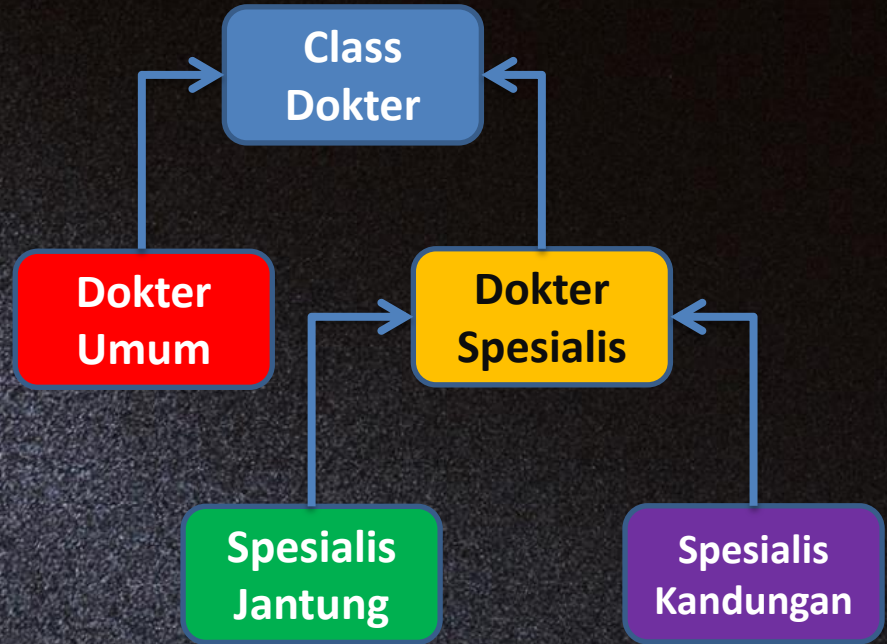 Class
Dokter
Dokter
Umum
Dokter
Spesialis
Spesialis
Jantung
Spesialis
Kandungan